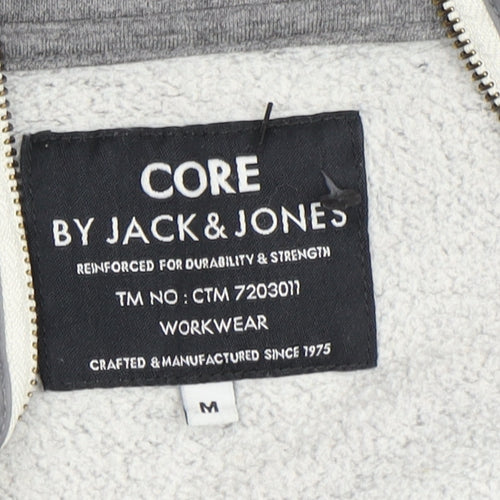 CORE
BY JACK & JONES
REINFORCED FOR DURABILITY & STRENGTH
TM NO : CTM 7203011
WORKWEAR
CRAFTED & MANUFACTURED SINCE 1975
M